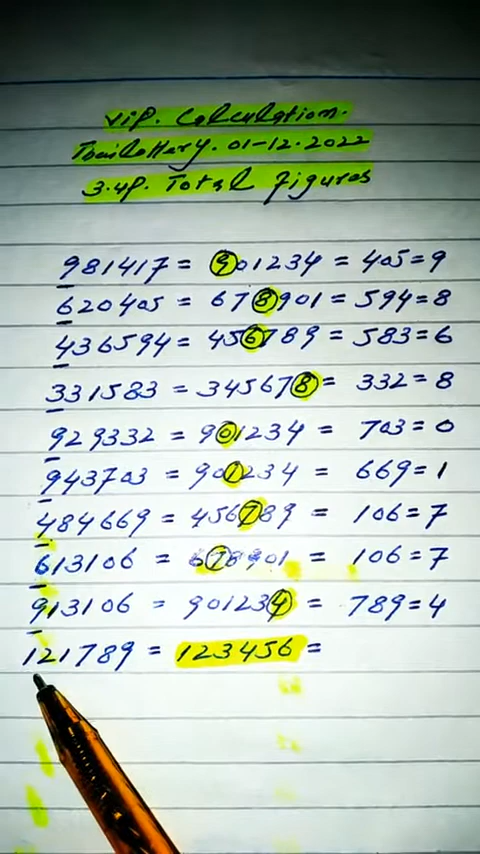 VIP. Calculation.
Thailottery. 01-12.2022
3.up. Total figures
981417 = 901234 = 405=9
620405 = 678901 = 594=8
436594 = 456789 = 583=6
331583 = 345678 = 332=8
929332 = 901234 = 703=0
943703 = 901234 = 669=1
484669 = 456789 = 106=7
613106 = 678901 = 106=7
913106 = 901234 = 789=4
121789 = 123456 =